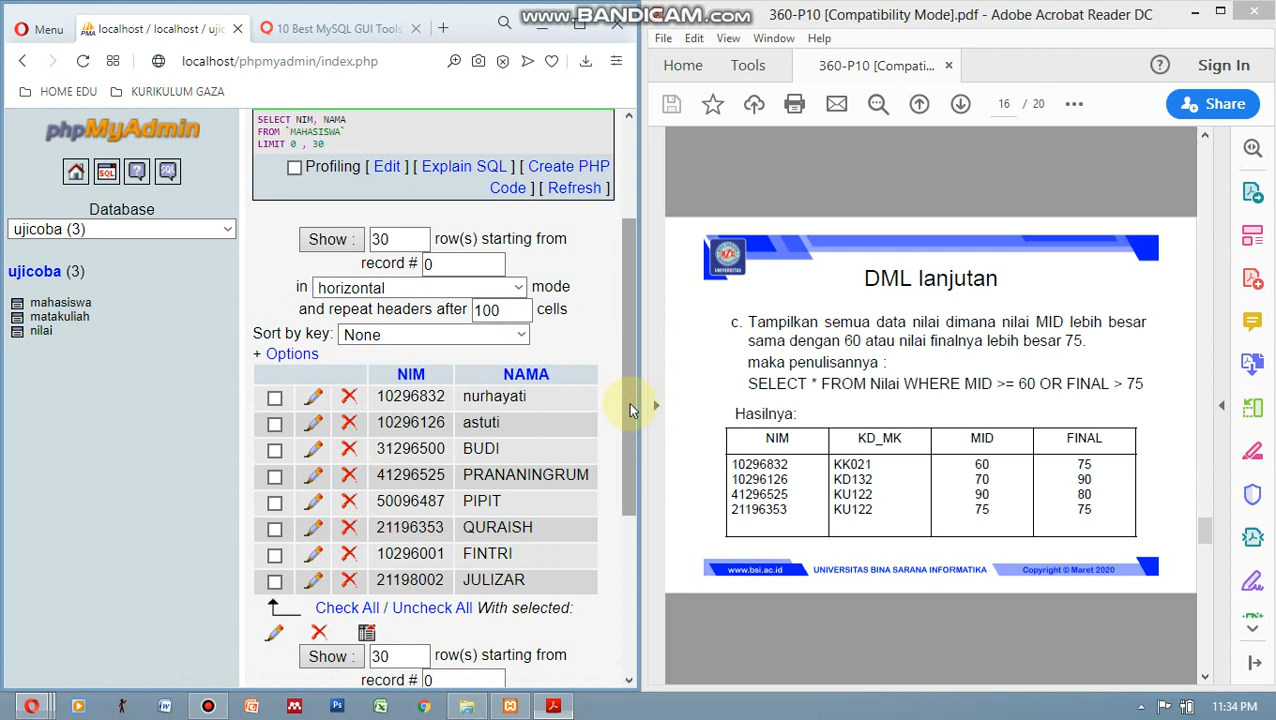 www.BANDICAM.com
Menu
localhost / localhost / ujic
10 Best MySQL GUI Tools
localhost/phpmyadmin/index.php
HOME EDU
KURIKULUM GAZA
phpMyAdmin
SQL
Database
ujicoba (3)
ujicoba (3)
mahasiswa
matakuliah
nilai
SELECT NIM, NAMA
FROM `MAHASISWA`
LIMIT 0 , 30
Profiling [ Edit ] [ Explain SQL ] [ Create PHP
Code ] [ Refresh ]
Show : 30 row(s) starting from
record # 0
in horizontal mode
and repeat headers after 100 cells
Sort by key: None
+ Options
NIM NAMA
10296832 nurhayati
10296126 astuti
31296500 BUDI
41296525 PRANANINGRUM
50096487 PIPIT
21196353 QURAISH
10296001 FINTRI
21198002 JULIZAR
Check All / Uncheck All With selected:
Show : 30 row(s) starting from
record # 0
360-P10 [Compatibility Mode].pdf - Adobe Acrobat Reader DC
File Edit View Window Help
Home Tools 360-P10 [Compati... Sign In
16 / 20
Share
UNIVERSITAS
DML lanjutan
c. Tampilkan semua data nilai dimana nilai MID lebih besar
sama dengan 60 atau nilai finalnya lebih besar 75.
maka penulisannya :
SELECT * FROM Nilai WHERE MID >= 60 OR FINAL > 75
Hasilnya:
NIM KD_MK MID FINAL
10296832 KK021 60 75
10296126 KD132 70 90
41296525 KU122 90 80
21196353 KU122 75 75
www.bsi.ac.id UNIVERSITAS BINA SARANA INFORMATIKA Copyright © Maret 2020
11:34 PM